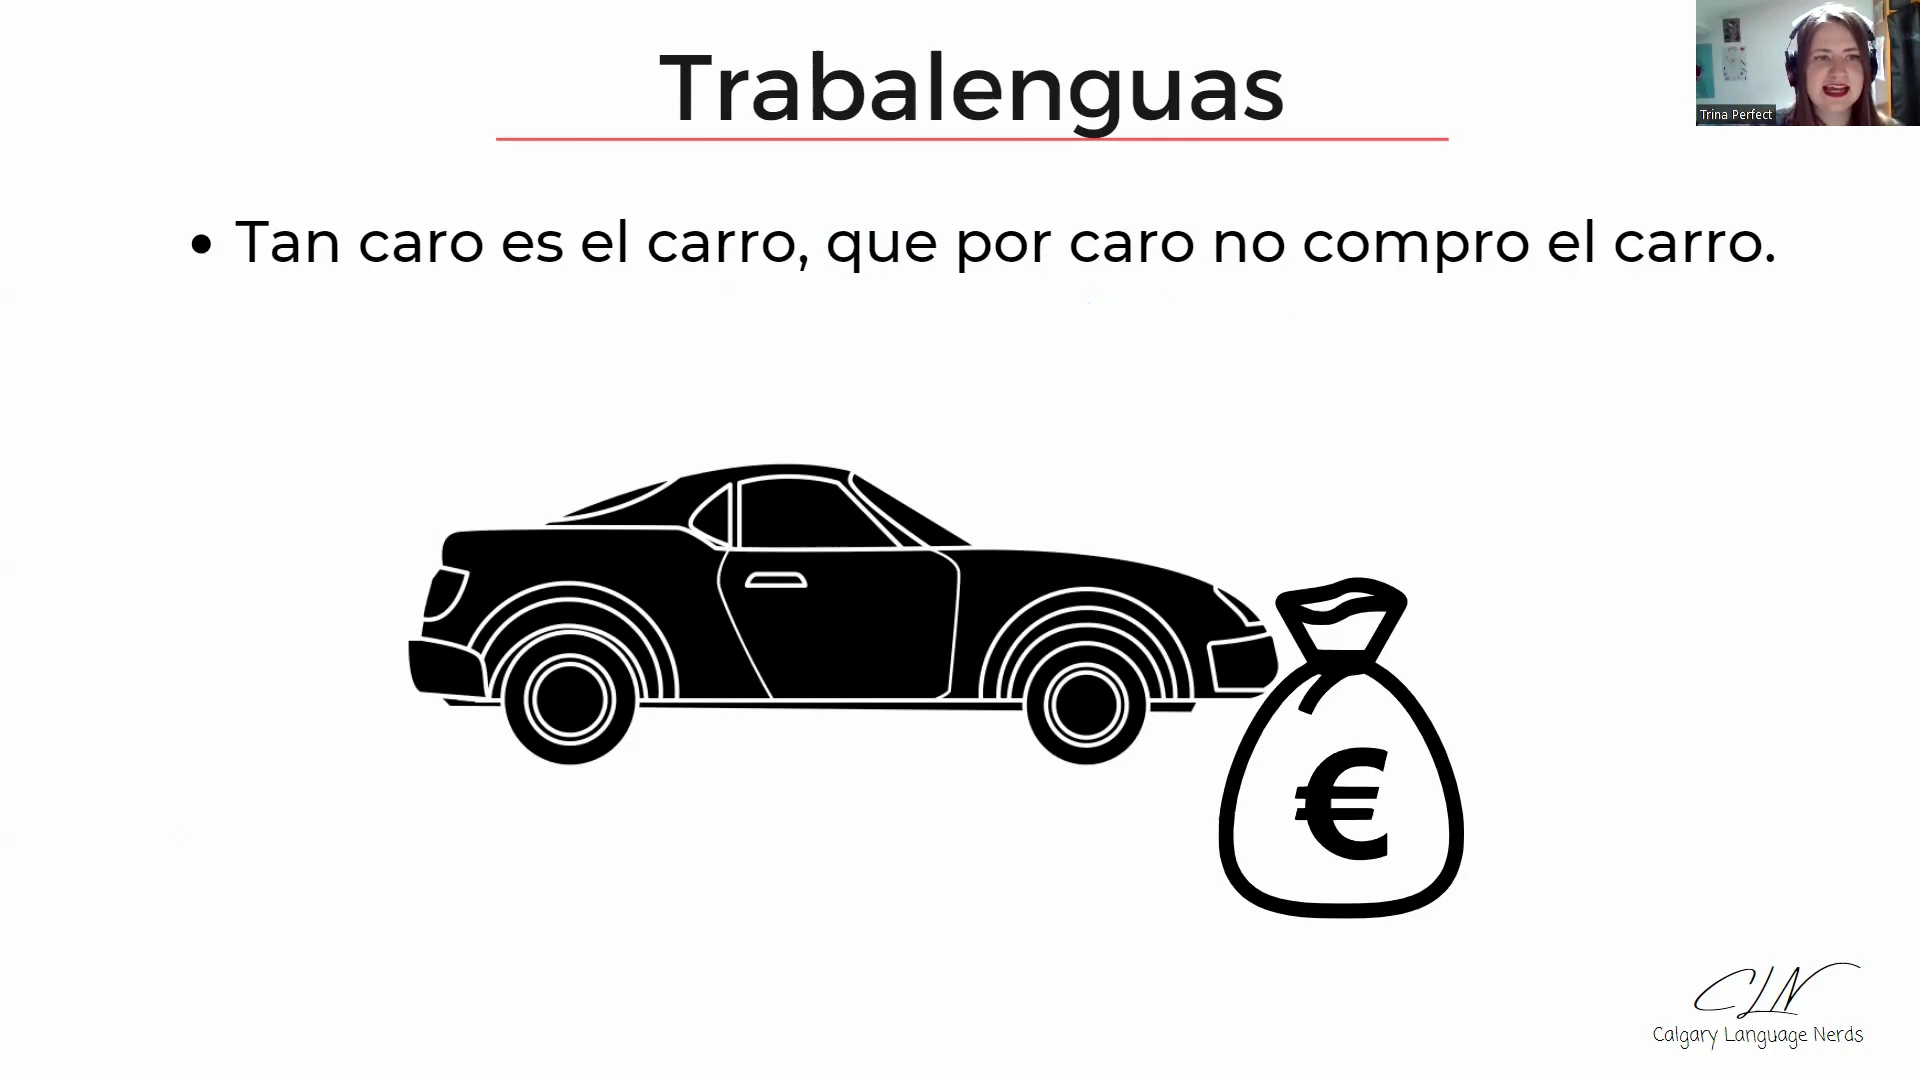 Trabalenguas
Trina Perfect
• Tan caro es el carro, que por caro no compro el carro.
€
CLN
Calgary Language Nerds